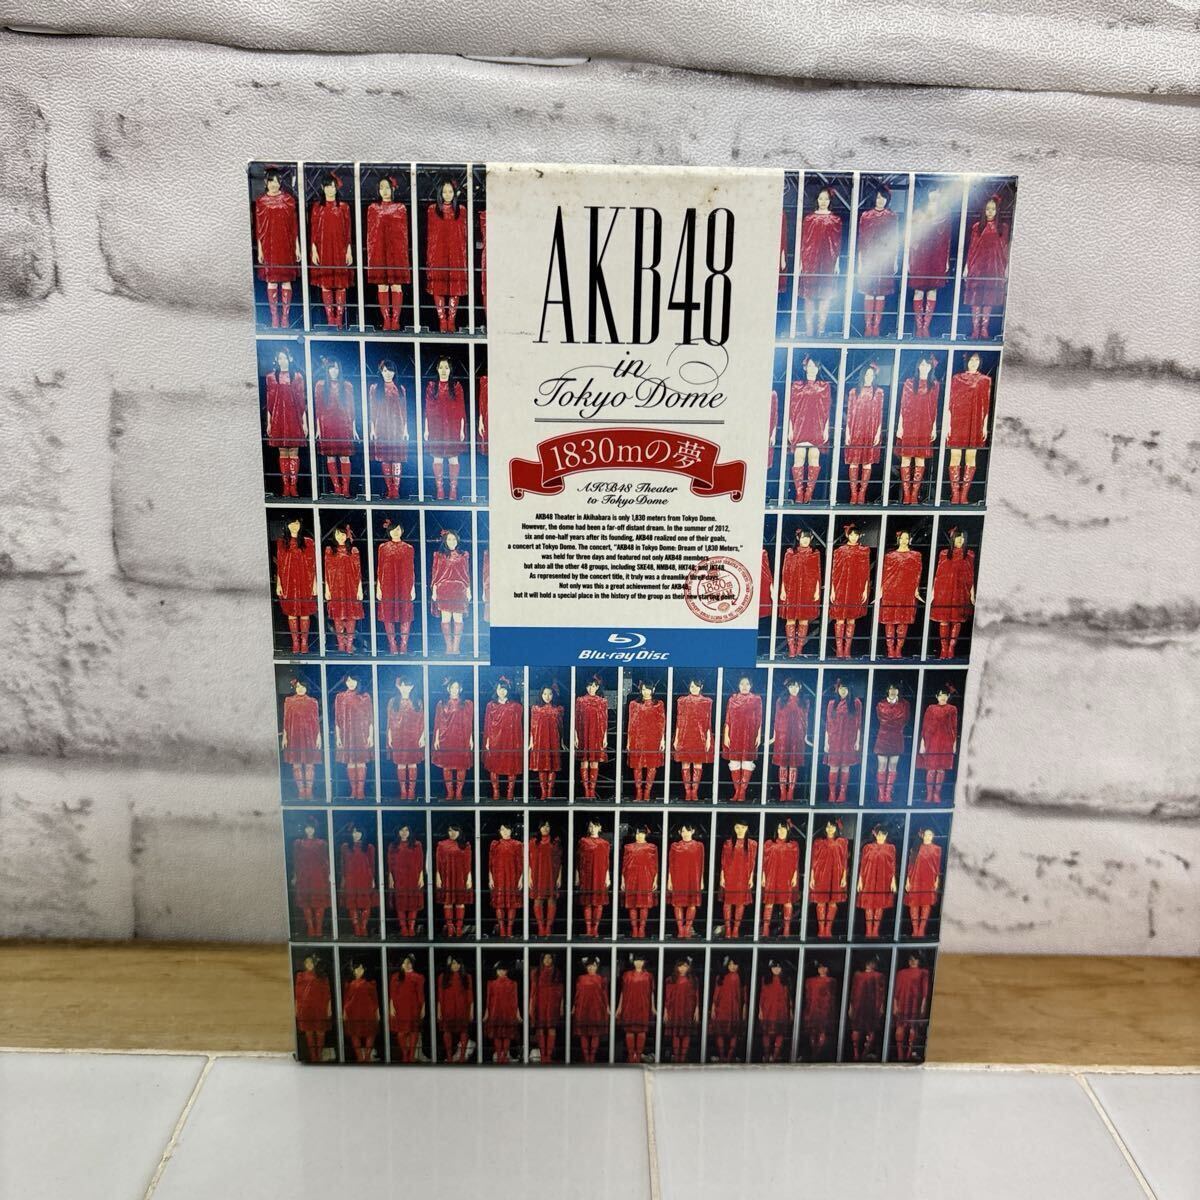 AKB48
in
Tokyo Dome
1830mの夢
AKB48 Theater
to Tokyo Dome
AKB48 Theater in Akihabara is only 1,830 meters from Tokyo Dome.
However, the dome had been a far-off distant dream. In the summer of 2012,
six and one-half years after its founding, AKB48 realized one of their goals,
a concert at Tokyo Dome. The concert, "AKB48 in Tokyo Dome: Dream of 1,830 Meters,"
was held for three days and featured not only AKB48 members
but also all the other 48 groups, including SKE48, NMB48, HKT48, and JKT48.
As represented by the concert title, it truly was a dreamlike three days.
Not only was this a great achievement for AKB48,
but it will hold a special place in the history of the group as their new starting point.
1830
Blu-ray Disc